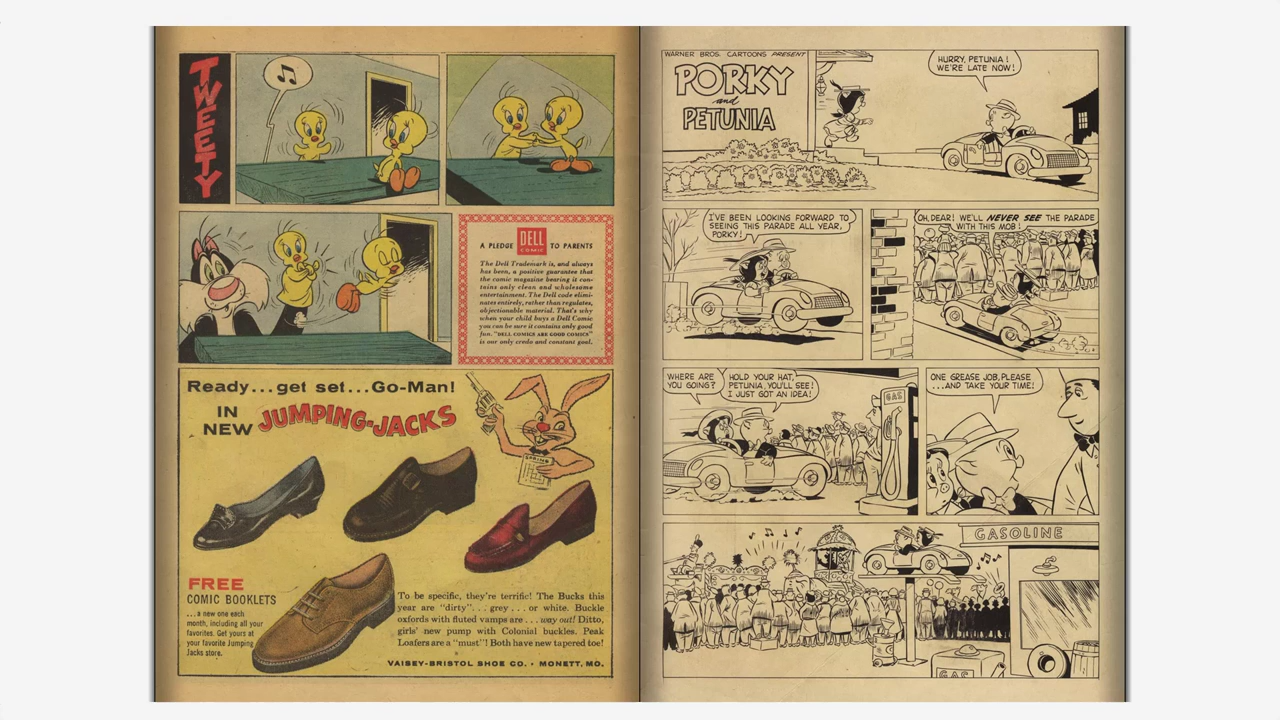 TWEETY
A PLEDGE DELL COMIC TO PARENTS
The Dell Trademark is, and always
has been, a positive guarantee that
the comic magazine bearing it con-
tains only clean and wholesome
entertainment. The Dell code elimi-
nates entirely, rather than regulates,
objectionable material. That's why
when your child buys a Dell Comic
you can be sure it contains only good
fun. "DELL COMICS ARE GOOD COMICS"
is our only credo and constant goal.
Ready...get set...Go-Man!
IN
NEW JUMPING-JACKS
SPRING
FREE
COMIC BOOKLETS
...a new one each
month, including all your
favorites. Get yours at
your favorite Jumping
Jacks store.
To be specific, they're terrific! The Bucks this
year are "dirty"...grey...or white. Buckle
oxfords with fluted vamps are...way out! Ditto,
girls' new pump with Colonial buckles. Peak
Loafers are a "must"! Both have new tapered toe!
VAISEY-BRISTOL SHOE CO. • MONETT, MO.
WARNER BROS. CARTOONS PRESENT
PORKY
and
PETUNIA
HURRY, PETUNIA!
WE'RE LATE NOW!
I'VE BEEN LOOKING FORWARD TO
SEEING THIS PARADE ALL YEAR,
PORKY!
OH, DEAR! WE'LL NEVER SEE THE PARADE
WITH THIS MOB!
WHERE ARE
YOU GOING?
HOLD YOUR HAT,
PETUNIA, YOU'LL SEE!
I JUST GOT AN IDEA!
GAS
ONE GREASE JOB, PLEASE
...AND TAKE YOUR TIME!
GASOLINE
GAS